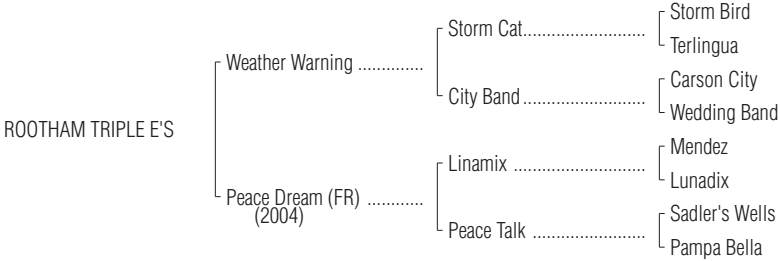 Storm Bird
Storm Cat..........................
Terlingua
Weather Warning ..............
Carson City
City Band..........................
Wedding Band
ROOTHAM TRIPLE E'S
Mendez
Linamix ............................
Lunadix
Peace Dream (FR) ............
(2004)
Sadler's Wells
Peace Talk ........................
Pampa Bella